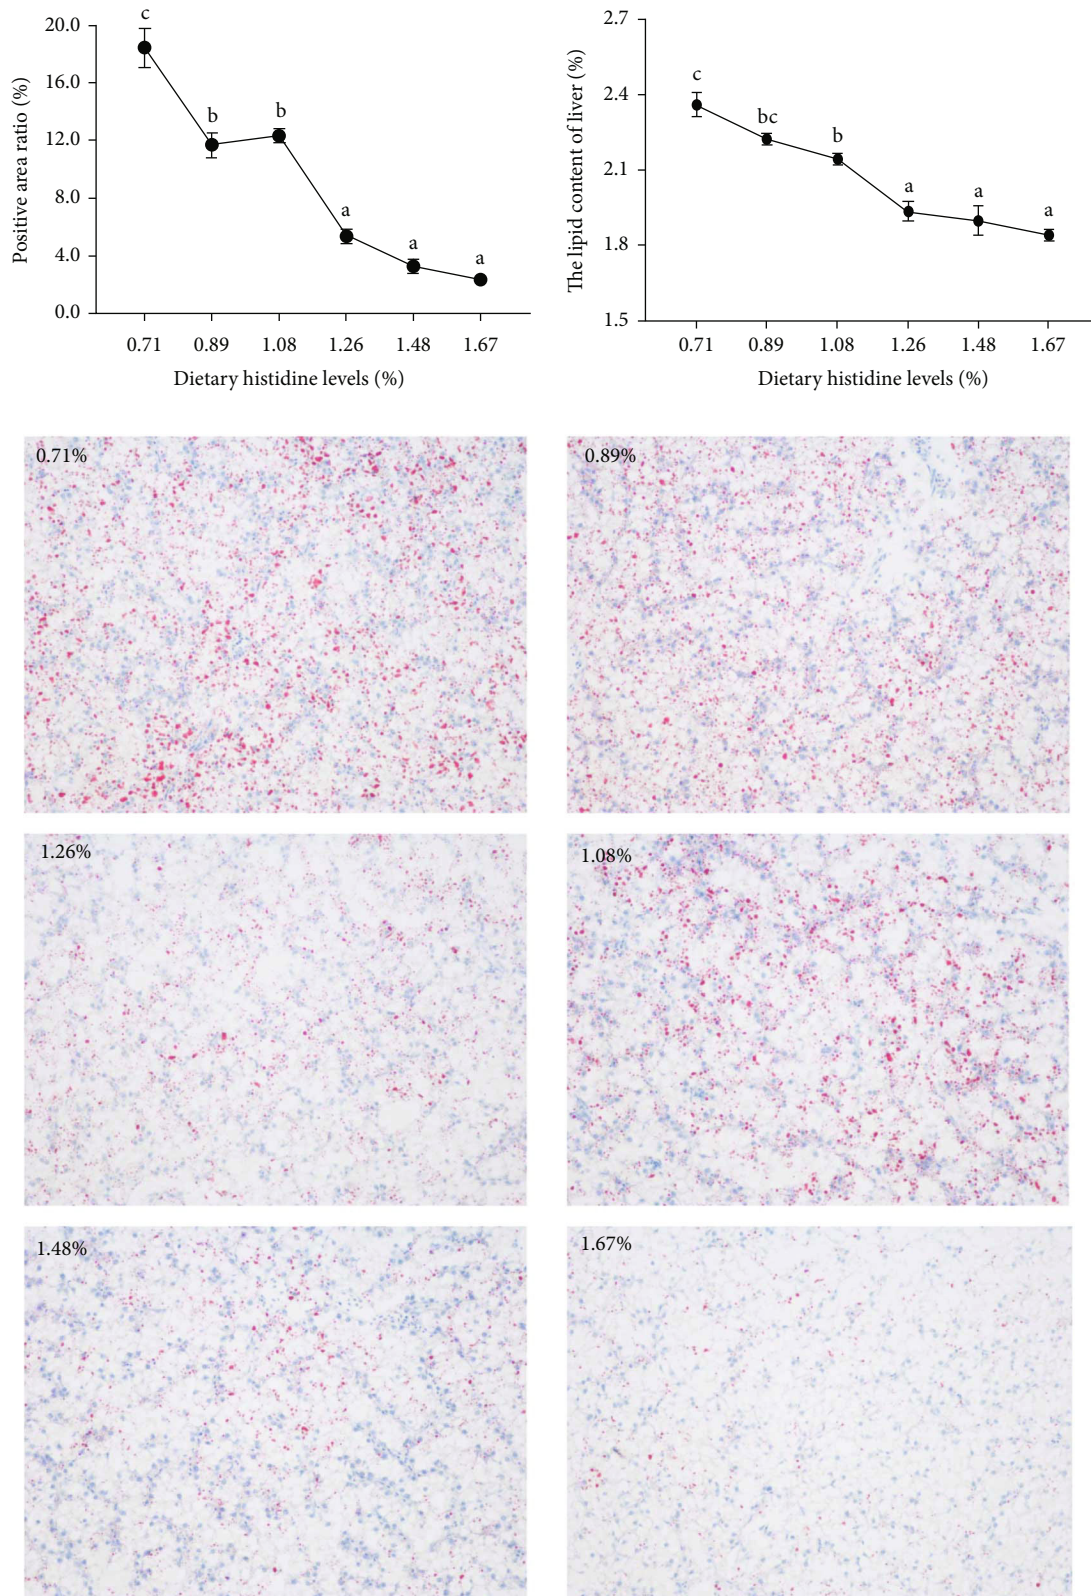 Positive area ratio (%)
20.0
16.0
12.0
8.0
4.0
0.0
c
b
b
a
a
a
0.71 0.89 1.08 1.26 1.48 1.67
Dietary histidine levels (%)
The lipid content of liver (%)
2.7
2.4
2.1
1.8
1.5
c
bc
b
a
a
a
0.71 0.89 1.08 1.26 1.48 1.67
Dietary histidine levels (%)
0.71%
0.89%
1.26%
1.08%
1.48%
1.67%